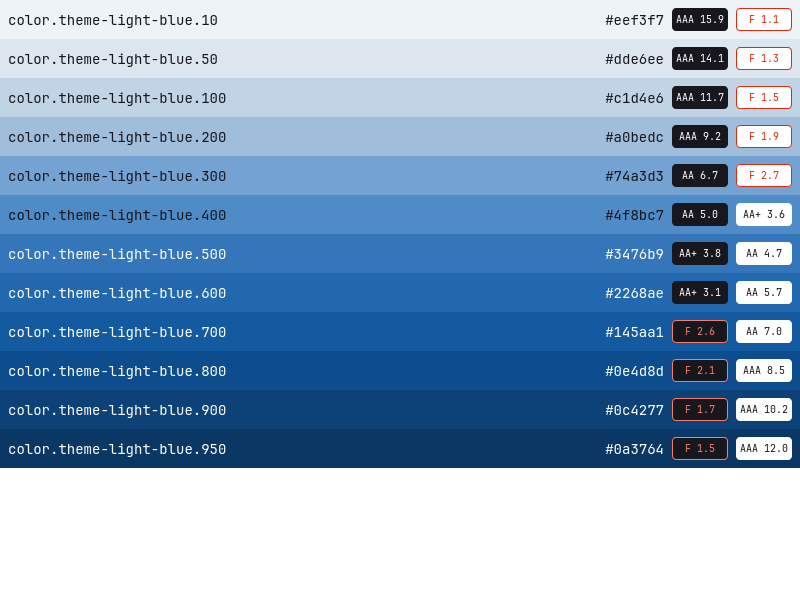 color.theme-light-blue.10 #eef3f7 AAA 15.9 F 1.1
color.theme-light-blue.50 #dde6ee AAA 14.1 F 1.3
color.theme-light-blue.100 #c1d4e6 AAA 11.7 F 1.5
color.theme-light-blue.200 #a0bedc AAA 9.2 F 1.9
color.theme-light-blue.300 #74a3d3 AA 6.7 F 2.7
color.theme-light-blue.400 #4f8bc7 AA 5.0 AA+ 3.6
color.theme-light-blue.500 #3476b9 AA+ 3.8 AA 4.7
color.theme-light-blue.600 #2268ae AA+ 3.1 AA 5.7
color.theme-light-blue.700 #145aa1 F 2.6 AA 7.0
color.theme-light-blue.800 #0e4d8d F 2.1 AAA 8.5
color.theme-light-blue.900 #0c4277 F 1.7 AAA 10.2
color.theme-light-blue.950 #0a3764 F 1.5 AAA 12.0